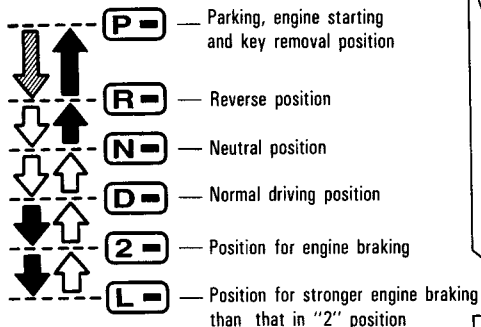 P
Parking, engine starting
and key removal position
R
Reverse position
N
Neutral position
D
Normal driving position
2
Position for engine braking
L
Position for stronger engine braking
than that in "2" position